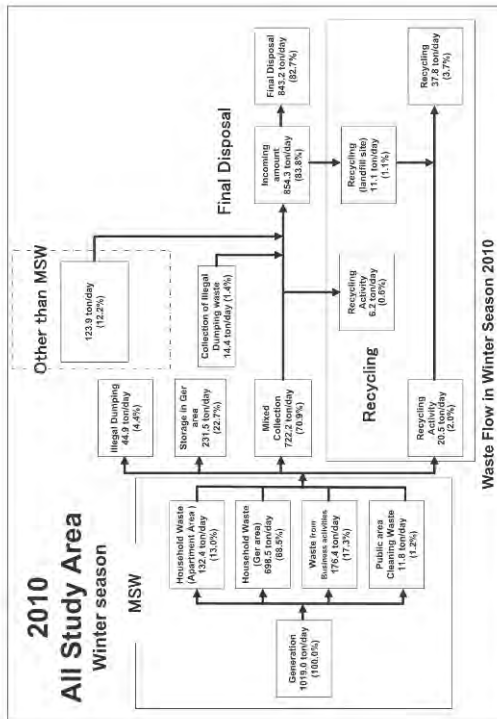 2010
All Study Area
Winter season
MSW
Generation
1019.0 ton/day
(100.0%)
Household Waste
(Apartment Area )
132.4 ton/day
(13.0%)
Household Waste
(Ger area)
698.5 ton/day
(68.5%)
Waste from
Business activities
176.4 ton/day
(17.3%)
Public area
Cleaning Waste
11.8 ton/day
(1.2%)
Illegal Dumping
44.9 ton/day
(4.4%)
Storage in Ger
area
231.5 ton/day
(22.7%)
Mixed
Collection
722.2 ton/day
(70.9%)
Recycling
Activity
20.5 ton/day
(2.0%)
Other than MSW
123.9 ton/day
(12.2%)
Collection of Illegal
Dumping waste
14.4 ton/day (1.4%)
Final Disposal
Incoming
amount
854.3 ton/day
(83.8%)
Final Disposal
843.2 ton/day
(82.7%)
Recycling
Recycling
Activity
6.2 ton/day
(0.6%)
Recycling
(landfill site)
11.1 ton/day
(1.1%)
Recycling
37.8 ton/day
(3.7%)
Waste Flow in Winter Season 2010